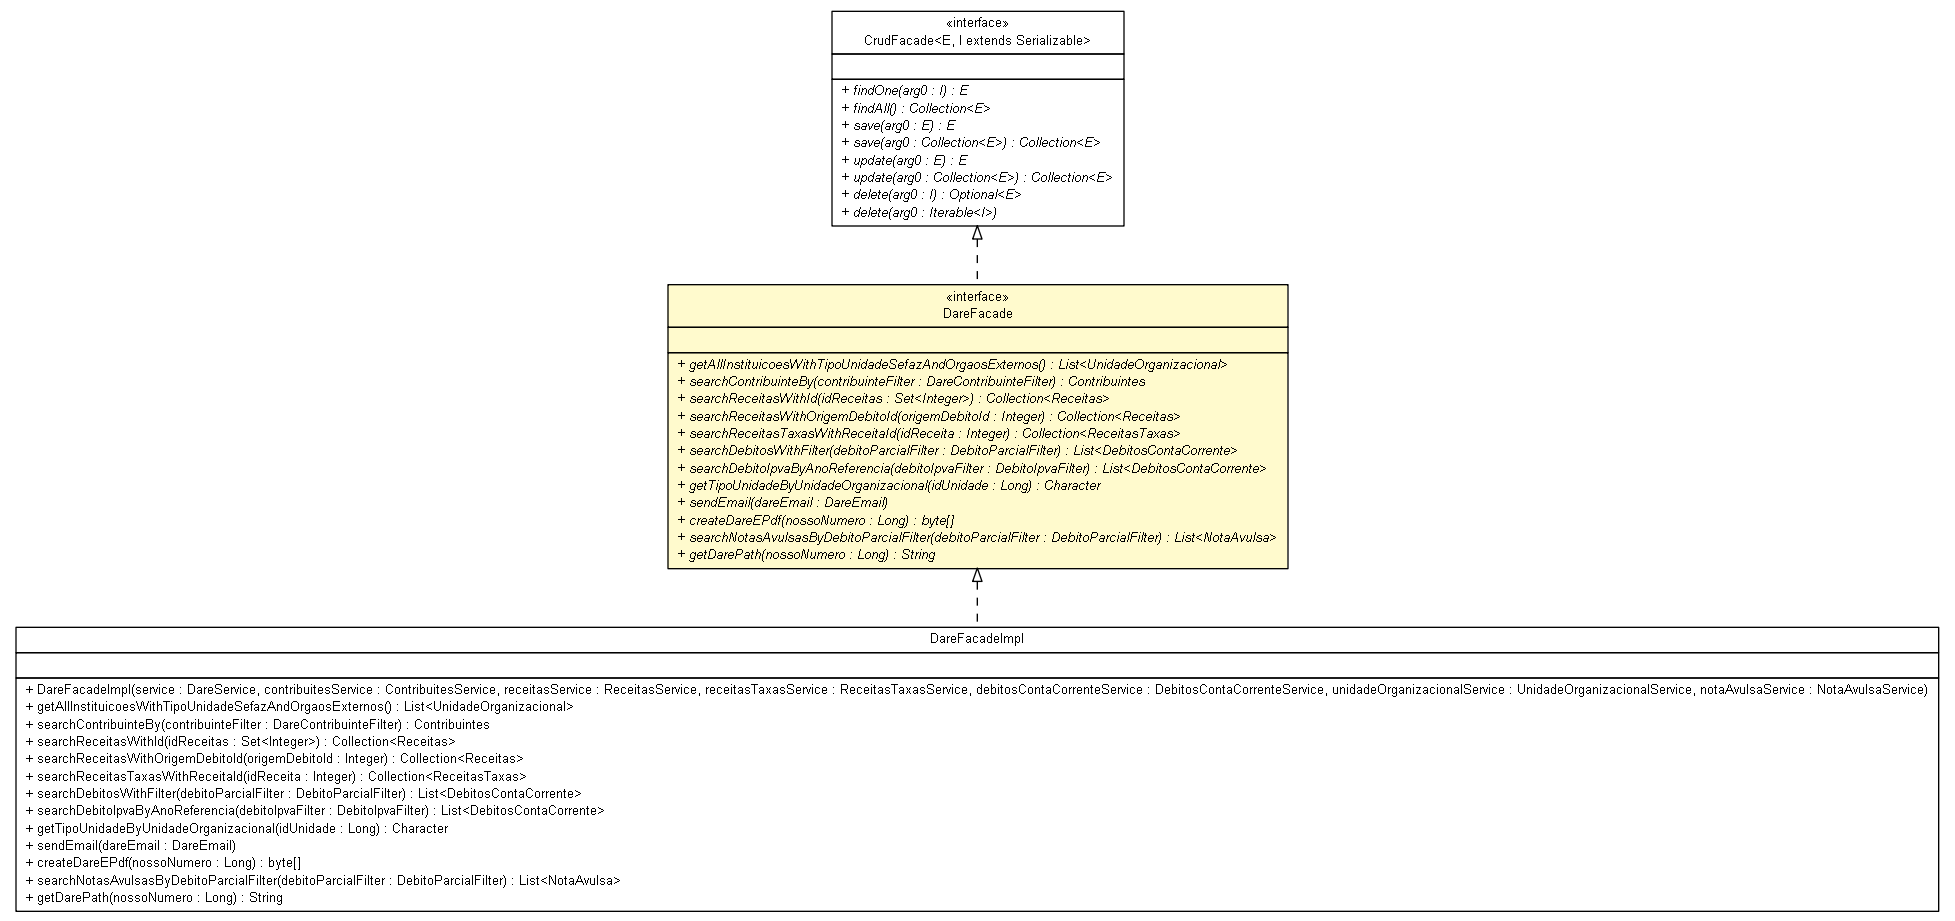 «interface»
CrudFacade<E, I extends Serializable>
+ findOne(arg0 : I) : E
+ findAll() : Collection<E>
+ save(arg0 : E) : E
+ save(arg0 : Collection<E>) : Collection<E>
+ update(arg0 : E) : E
+ update(arg0 : Collection<E>) : Collection<E>
+ delete(arg0 : I) : Optional<E>
+ delete(arg0 : Iterable<I>)
«interface»
DareFacade
+ getAllInstituicoesWithTipoUnidadeSefazAndOrgaosExternos() : List<UnidadeOrganizacional>
+ searchContribuinteBy(contribuinteFilter : DareContribuinteFilter) : Contribuintes
+ searchReceitasWithId(idReceitas : Set<Integer>) : Collection<Receitas>
+ searchReceitasWithOrigemDebitoId(origemDebitoId : Integer) : Collection<Receitas>
+ searchReceitasTaxasWithReceitaId(idReceita : Integer) : Collection<ReceitasTaxas>
+ searchDebitosWithFilter(debitoParcialFilter : DebitoParcialFilter) : List<DebitosContaCorrente>
+ searchDebitoIpvaByAnoReferencia(debitoIpvaFilter : DebitoIpvaFilter) : List<DebitosContaCorrente>
+ getTipoUnidadeByUnidadeOrganizacional(idUnidade : Long) : Character
+ sendEmail(dareEmail : DareEmail)
+ createDareEPdf(nossoNumero : Long) : byte[]
+ searchNotasAvulsasByDebitoParcialFilter(debitoParcialFilter : DebitoParcialFilter) : List<NotaAvulsa>
+ getDarePath(nossoNumero : Long) : String
DareFacadeImpl
+ DareFacadeImpl(service : DareService, contribuitesService : ContribuitesService, receitasService : ReceitasService, receitasTaxasService : ReceitasTaxasService, debitosContaCorrenteService : DebitosContaCorrenteService, unidadeOrganizacionalService : UnidadeOrganizacionalService, notaAvulsaService : NotaAvulsaService)
+ getAllInstituicoesWithTipoUnidadeSefazAndOrgaosExternos() : List<UnidadeOrganizacional>
+ searchContribuinteBy(contribuinteFilter : DareContribuinteFilter) : Contribuintes
+ searchReceitasWithId(idReceitas : Set<Integer>) : Collection<Receitas>
+ searchReceitasWithOrigemDebitoId(origemDebitoId : Integer) : Collection<Receitas>
+ searchReceitasTaxasWithReceitaId(idReceita : Integer) : Collection<ReceitasTaxas>
+ searchDebitosWithFilter(debitoParcialFilter : DebitoParcialFilter) : List<DebitosContaCorrente>
+ searchDebitoIpvaByAnoReferencia(debitoIpvaFilter : DebitoIpvaFilter) : List<DebitosContaCorrente>
+ getTipoUnidadeByUnidadeOrganizacional(idUnidade : Long) : Character
+ sendEmail(dareEmail : DareEmail)
+ createDareEPdf(nossoNumero : Long) : byte[]
+ searchNotasAvulsasByDebitoParcialFilter(debitoParcialFilter : DebitoParcialFilter) : List<NotaAvulsa>
+ getDarePath(nossoNumero : Long) : String